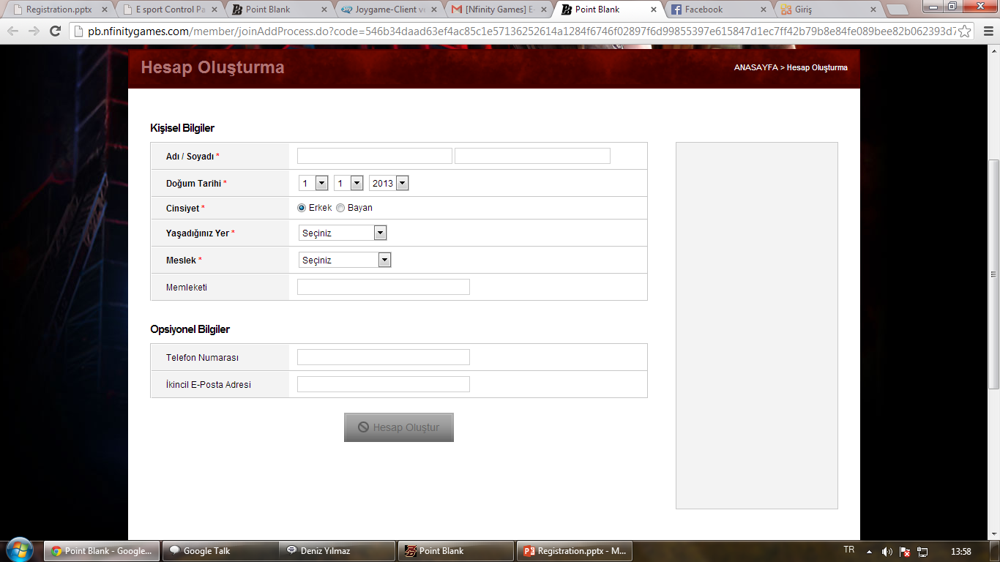 Registration.pptx
E sport Control Pa
Point Blank
Joygame-Client ve
[Nfinity Games] E-
Point Blank
Facebook
Giriş
pb.nfinitygames.com/member/joinAddProcess.do?code=546b34daad63ef4ac85c1e57136252614a1284f6746f02897f6d99855397e615847d1ec7ff42b79b8e84fe089bee82b062393d7
Hesap Oluşturma
ANASAYFA > Hesap Oluşturma
Kişisel Bilgiler
Adı / Soyadı *
Doğum Tarihi * 1 1 2013
Cinsiyet * Erkek Bayan
Yaşadığınız Yer * Seçiniz
Meslek * Seçiniz
Memleketi
Opsiyonel Bilgiler
Telefon Numarası
İkincil E-Posta Adresi
Hesap Oluştur
Point Blank - Google...
Google Talk
Deniz Yılmaz
Point Blank
Registration.pptx - M...
TR
13:58